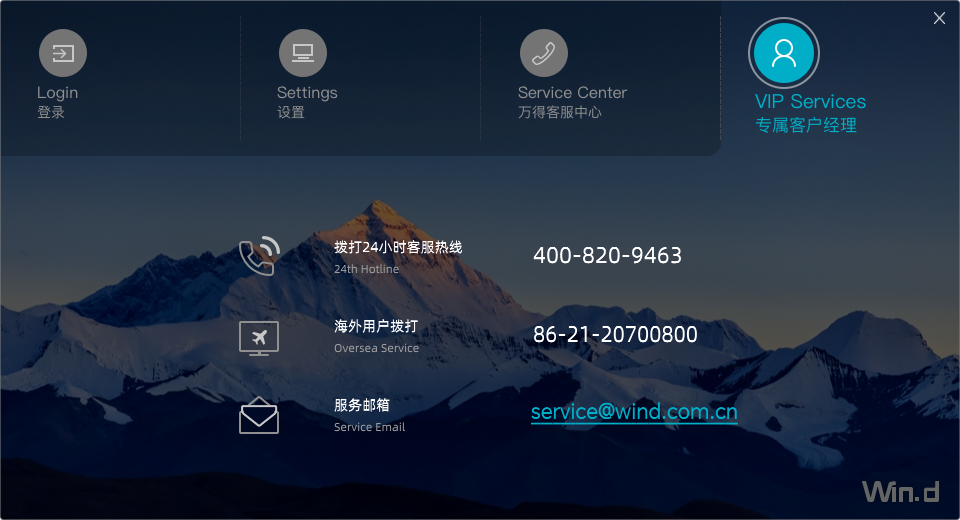 Login
登录
Settings
设置
Service Center
万得客服中心
VIP Services
专属客户经理
拨打24小时客服热线
24th Hotline
400-820-9463
海外用户拨打
Oversea Service
86-21-20700800
服务邮箱
Service Email
service@wind.com.cn
Win.d